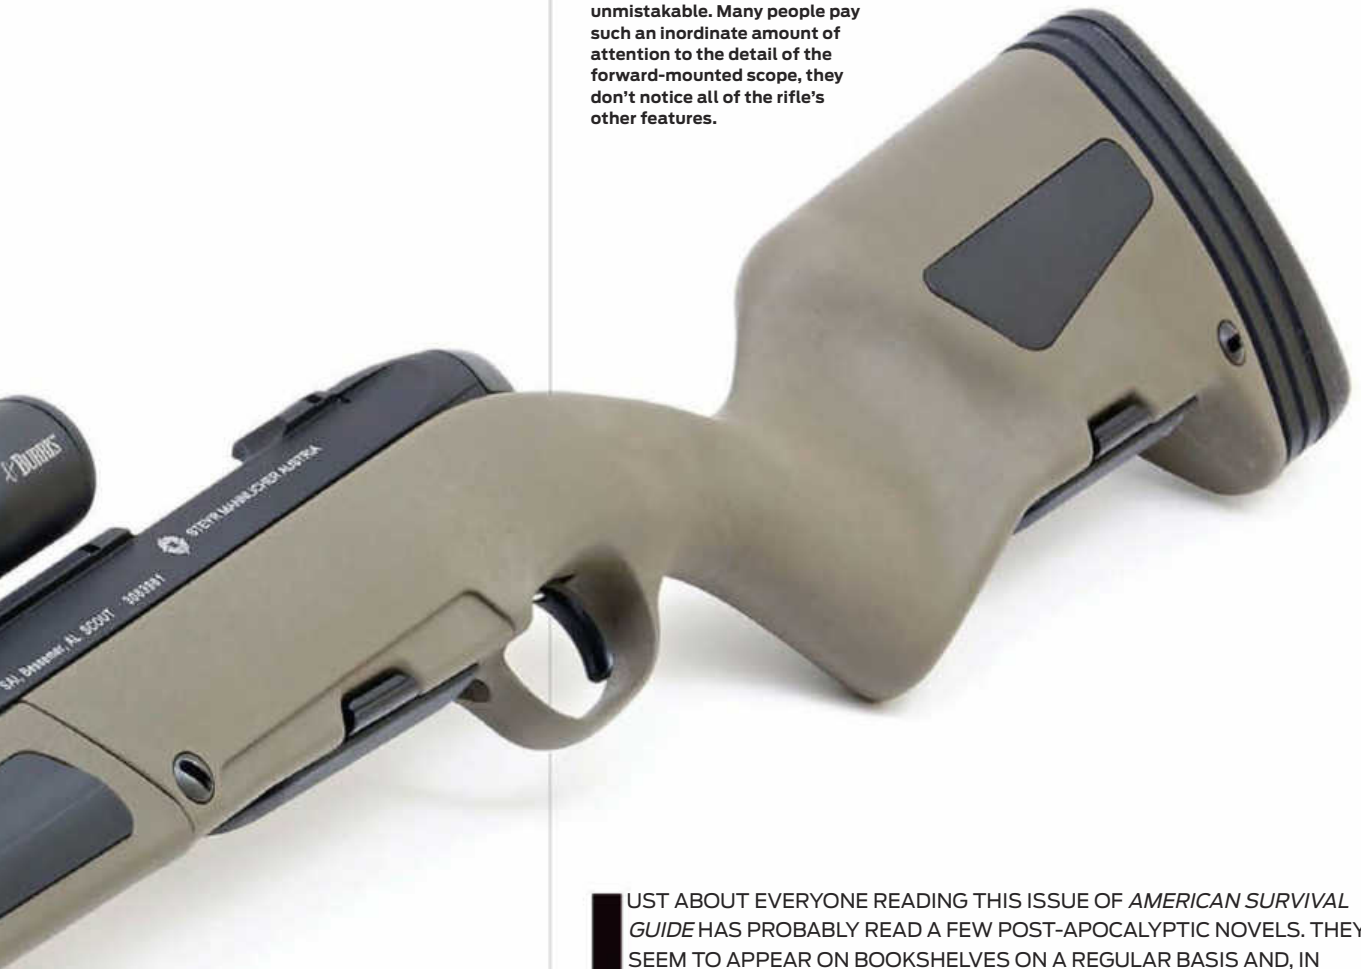 unmistakable. Many people pay
such an inordinate amount of
attention to the detail of the
forward-mounted scope, they
don't notice all of the rifle's
other features.
BURRIS
STEYR MANNLICHER AUSTRIA
SAI, Bessemer, AL SCOUT 3083981
UST ABOUT EVERYONE READING THIS ISSUE OF AMERICAN SURVIVAL
GUIDE HAS PROBABLY READ A FEW POST-APOCALYPTIC NOVELS. THEY
SEEM TO APPEAR ON BOOKSHELVES ON A REGULAR BASIS AND, IN